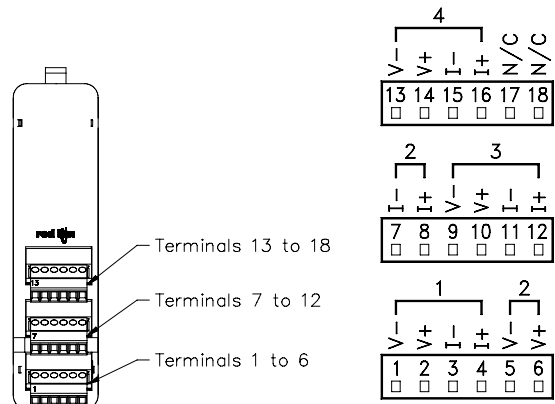 4
V- V+ I- I+ N/C N/C
13 14 15 16 17 18
2 3
I- I+ V- V+ I- I+
7 8 9 10 11 12
1 2
V- V+ I- I+ V- V+
1 2 3 4 5 6
red lion
13
Terminals 13 to 18
7
Terminals 7 to 12
1
Terminals 1 to 6